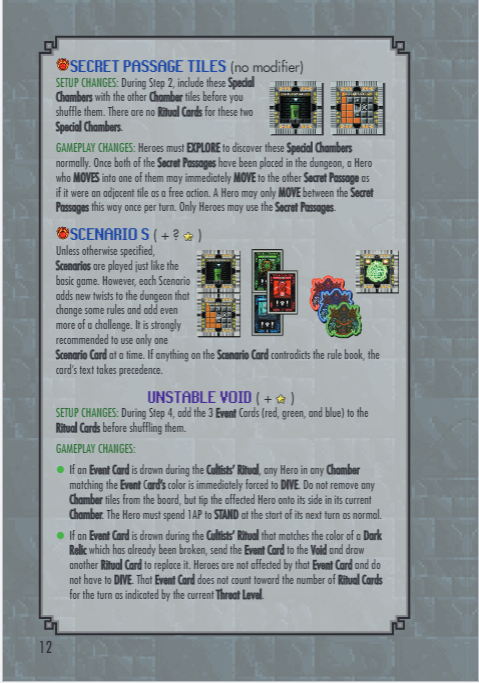 SECRET PASSAGE TILES (no modifier)
SETUP CHANGES: During Step 2, include these Special
Chambers with the other Chamber tiles before you
shuffle them. There are no Ritual Cards for these two
Special Chambers.
GAMEPLAY CHANGES: Heroes must EXPLORE to discover these Special Chambers
normally. Once both of the Secret Passages have been placed in the dungeon, a Hero
who MOVES into one of them may immediately MOVE to the other Secret Passage as
if it were an adjacent tile as a free action. A Hero may only MOVE between the Secret
Passages this way once per turn. Only Heroes may use the Secret Passages.
SCENARIO S ( + ? )
Unless otherwise specified,
Scenarios are played just like the
basic game. However, each Scenario
adds new twists to the dungeon that
change some rules and add even
more of a challenge. It is strongly
recommended to use only one
Scenario Card at a time. If anything on the Scenario Card contradicts the rule book, the
card's text takes precedence.
UNSTABLE VOID ( + )
SETUP CHANGES: During Step 4, add the 3 Event Cards (red, green, and blue) to the
Ritual Cards before shuffling them.
GAMEPLAY CHANGES:
● If an Event Card is drawn during the Cultists' Ritual, any Hero in any Chamber
matching the Event Card's color is immediately forced to DIVE. Do not remove any
Chamber tiles from the board, but tip the affected Hero onto its side in its current
Chamber. The Hero must spend 1AP to STAND at the start of its next turn as normal.
● If an Event Card is drawn during the Cultists' Ritual that matches the color of a Dark
Relic which has already been broken, send the Event Card to the Void and draw
another Ritual Card to replace it. Heroes are not affected by that Event Card and do
not have to DIVE. That Event Card does not count toward the number of Ritual Cards
for the turn as indicated by the current Threat Level.
12